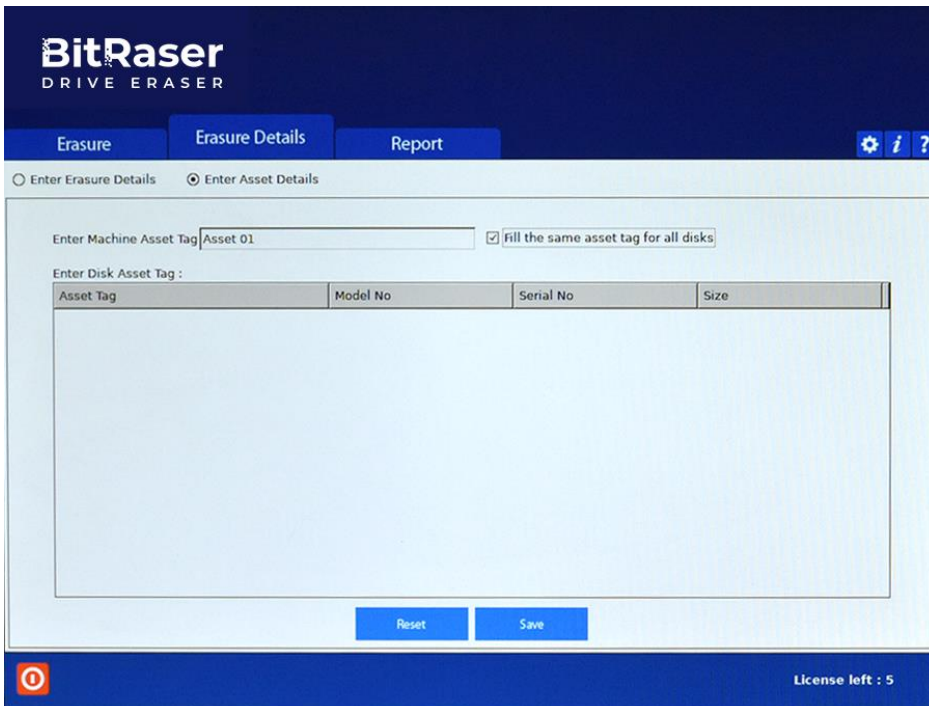 BitRaser
DRIVE ERASER
Erasure
Erasure Details
Report
i
?
Enter Erasure Details
Enter Asset Details
Enter Machine Asset Tag
Asset 01
Fill the same asset tag for all disks
Enter Disk Asset Tag :
Asset Tag
Model No
Serial No
Size
Reset
Save
License left : 5